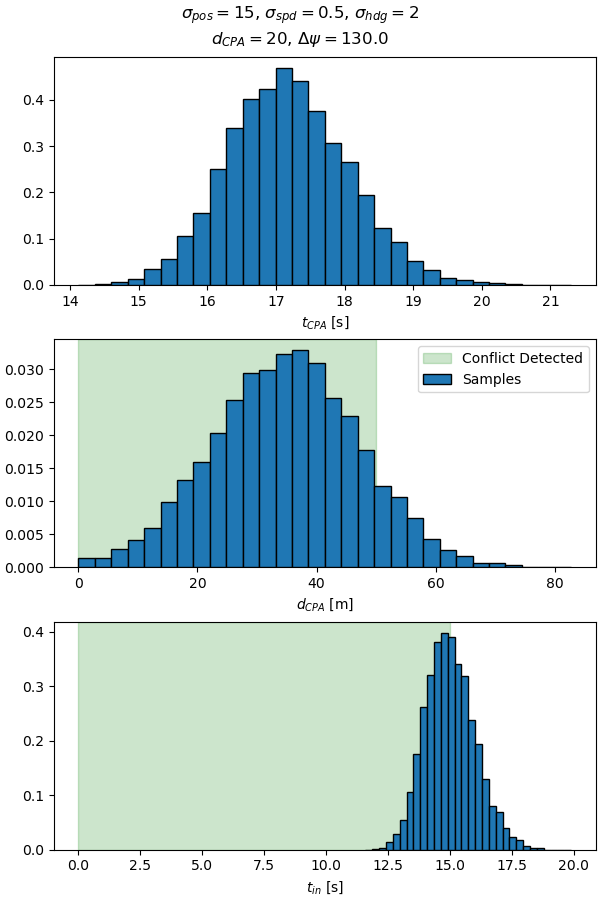 σ_pos = 15, σ_spd = 0.5, σ_hdg = 2
d_CPA = 20, Δψ = 130.0
0.4
0.3
0.2
0.1
0.0
14 15 16 17 18 19 20 21
t_CPA [s]
Conflict Detected
Samples
0.030
0.025
0.020
0.015
0.010
0.005
0.000
0 20 40 60 80
d_CPA [m]
0.4
0.3
0.2
0.1
0.0
0.0 2.5 5.0 7.5 10.0 12.5 15.0 17.5 20.0
t_in [s]